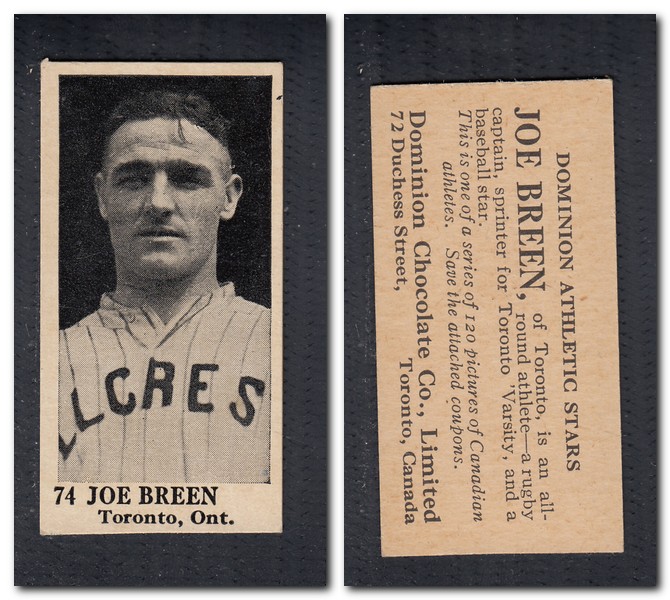 LLCRES
74 JOE BREEN
Toronto, Ont.
DOMINION ATHLETIC STARS
JOE BREEN, of Toronto, is an all-
round athlete—a rugby
captain, sprinter for Toronto 'Varsity, and a
baseball star.
This is one of a series of 120 pictures of Canadian
athletes. Save the attached coupons.
Dominion Chocolate Co., Limited
72 Duchess Street, Toronto, Canada